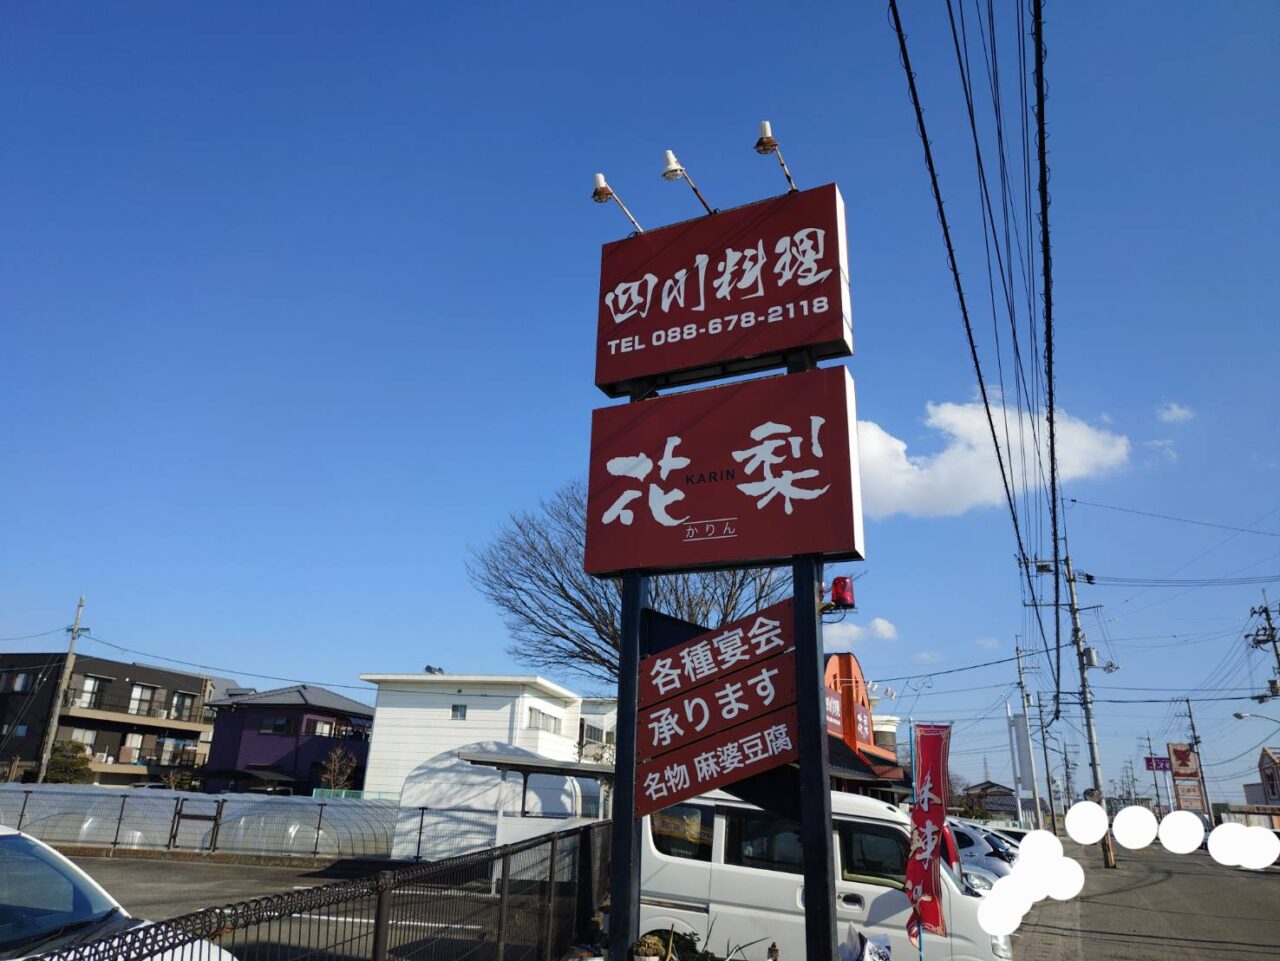 四川料理
TEL 088-678-2118
花梨
KARIN
かりん
各種宴会
承ります
名物 麻婆豆腐